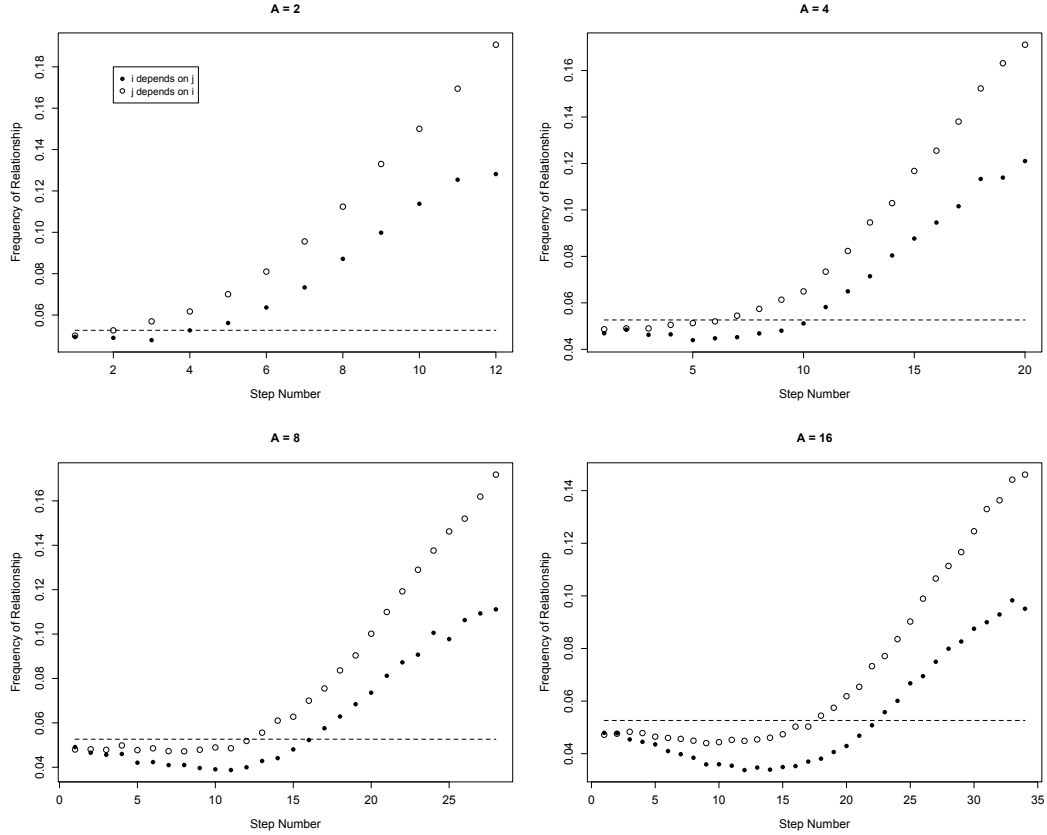 A = 2
Frequency of Relationship
0.06 0.08 0.10 0.12 0.14 0.16 0.18
i depends on j
j depends on i
2 4 6 8 10 12
Step Number
A = 4
Frequency of Relationship
0.04 0.06 0.08 0.10 0.12 0.14 0.16
5 10 15 20
Step Number
A = 8
Frequency of Relationship
0.04 0.06 0.08 0.10 0.12 0.14 0.16
0 5 10 15 20 25
Step Number
A = 16
Frequency of Relationship
0.04 0.06 0.08 0.10 0.12 0.14
0 5 10 15 20 25 30 35
Step Number